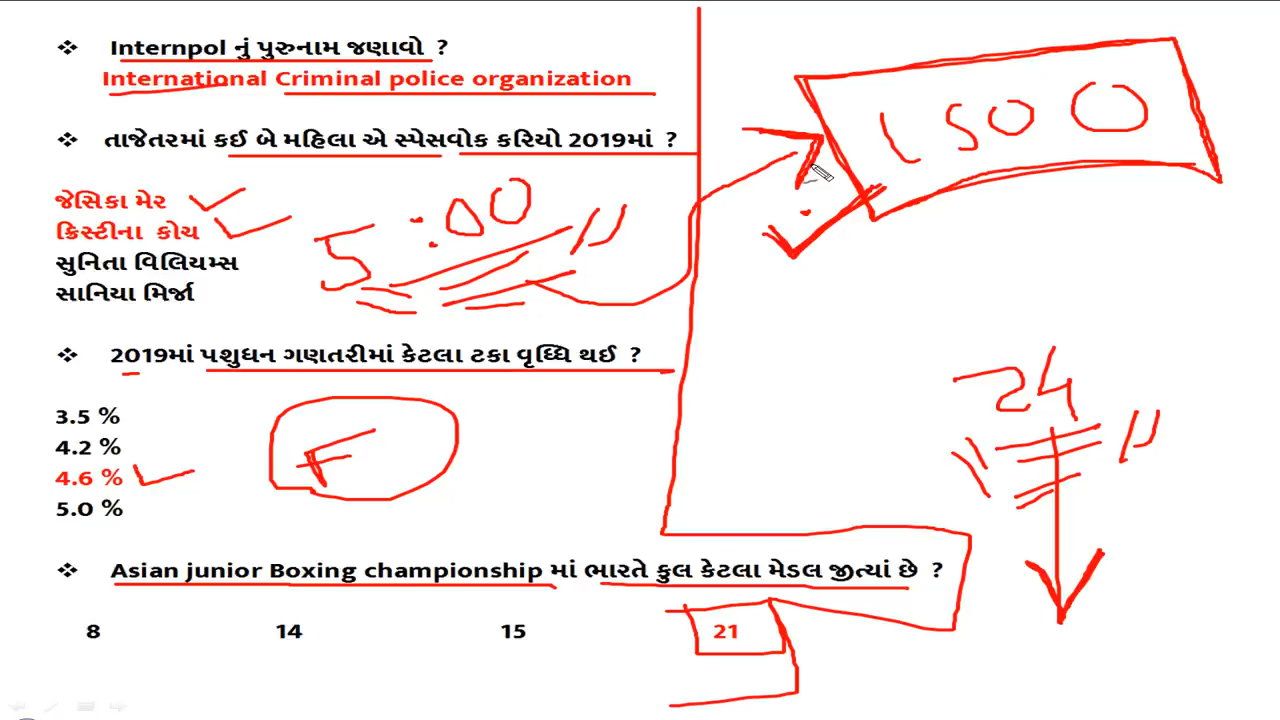 ❖ Internpol નું પુરુનામ જણાવો ?
International Criminal police organization
❖ તાજેતરમાં કઈ બે મહિલા એ સ્પેસવોક કરિયો 2019માં ?
જેસિકા મેર
ક્રિસ્ટીના કોચ
સુનિતા વિલિયમ્સ
સાનિયા મિર્જા
5:00
1500
❖ 2019માં પશુધન ગણતરીમાં કેટલા ટકા વૃધ્ધિ થઈ ?
3.5 %
4.2 %
4.6 %
5.0 %
❖ Asian junior Boxing championship માં ભારતે કુલ કેટલા મેડલ જીત્યાં છે ?
8 14 15 21